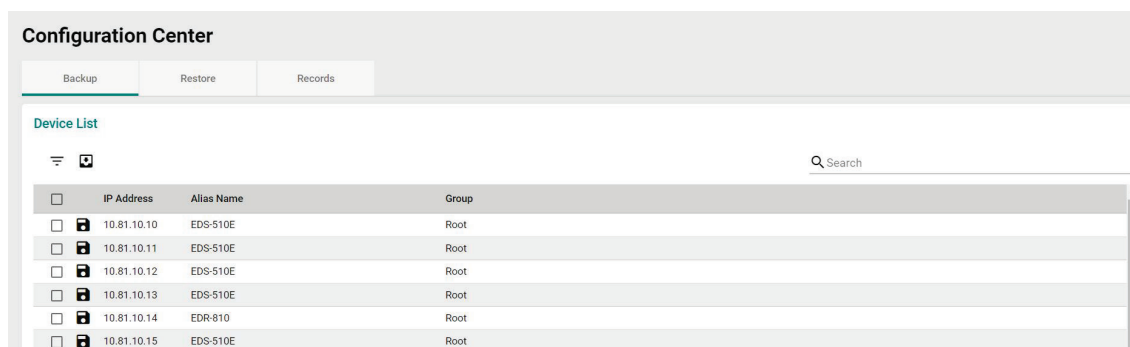 Configuration Center
Backup Restore Records
Device List
Search
IP Address Alias Name Group
10.81.10.10 EDS-510E Root
10.81.10.11 EDS-510E Root
10.81.10.12 EDS-510E Root
10.81.10.13 EDS-510E Root
10.81.10.14 EDR-810 Root
10.81.10.15 EDS-510E Root